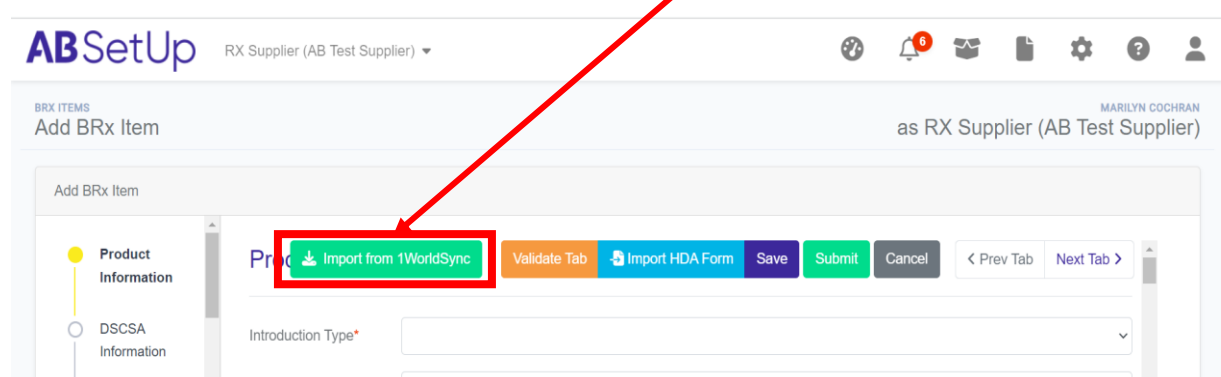 ABSetUp RX Supplier (AB Test Supplier) 6 ?
BRX ITEMS MARILYN COCHRAN
Add BRx Item as RX Supplier (AB Test Supplier)
Add BRx Item
Product
Information
Import from 1WorldSync Validate Tab Import HDA Form Save Submit Cancel Prev Tab Next Tab
DSCSA
Information
Introduction Type*